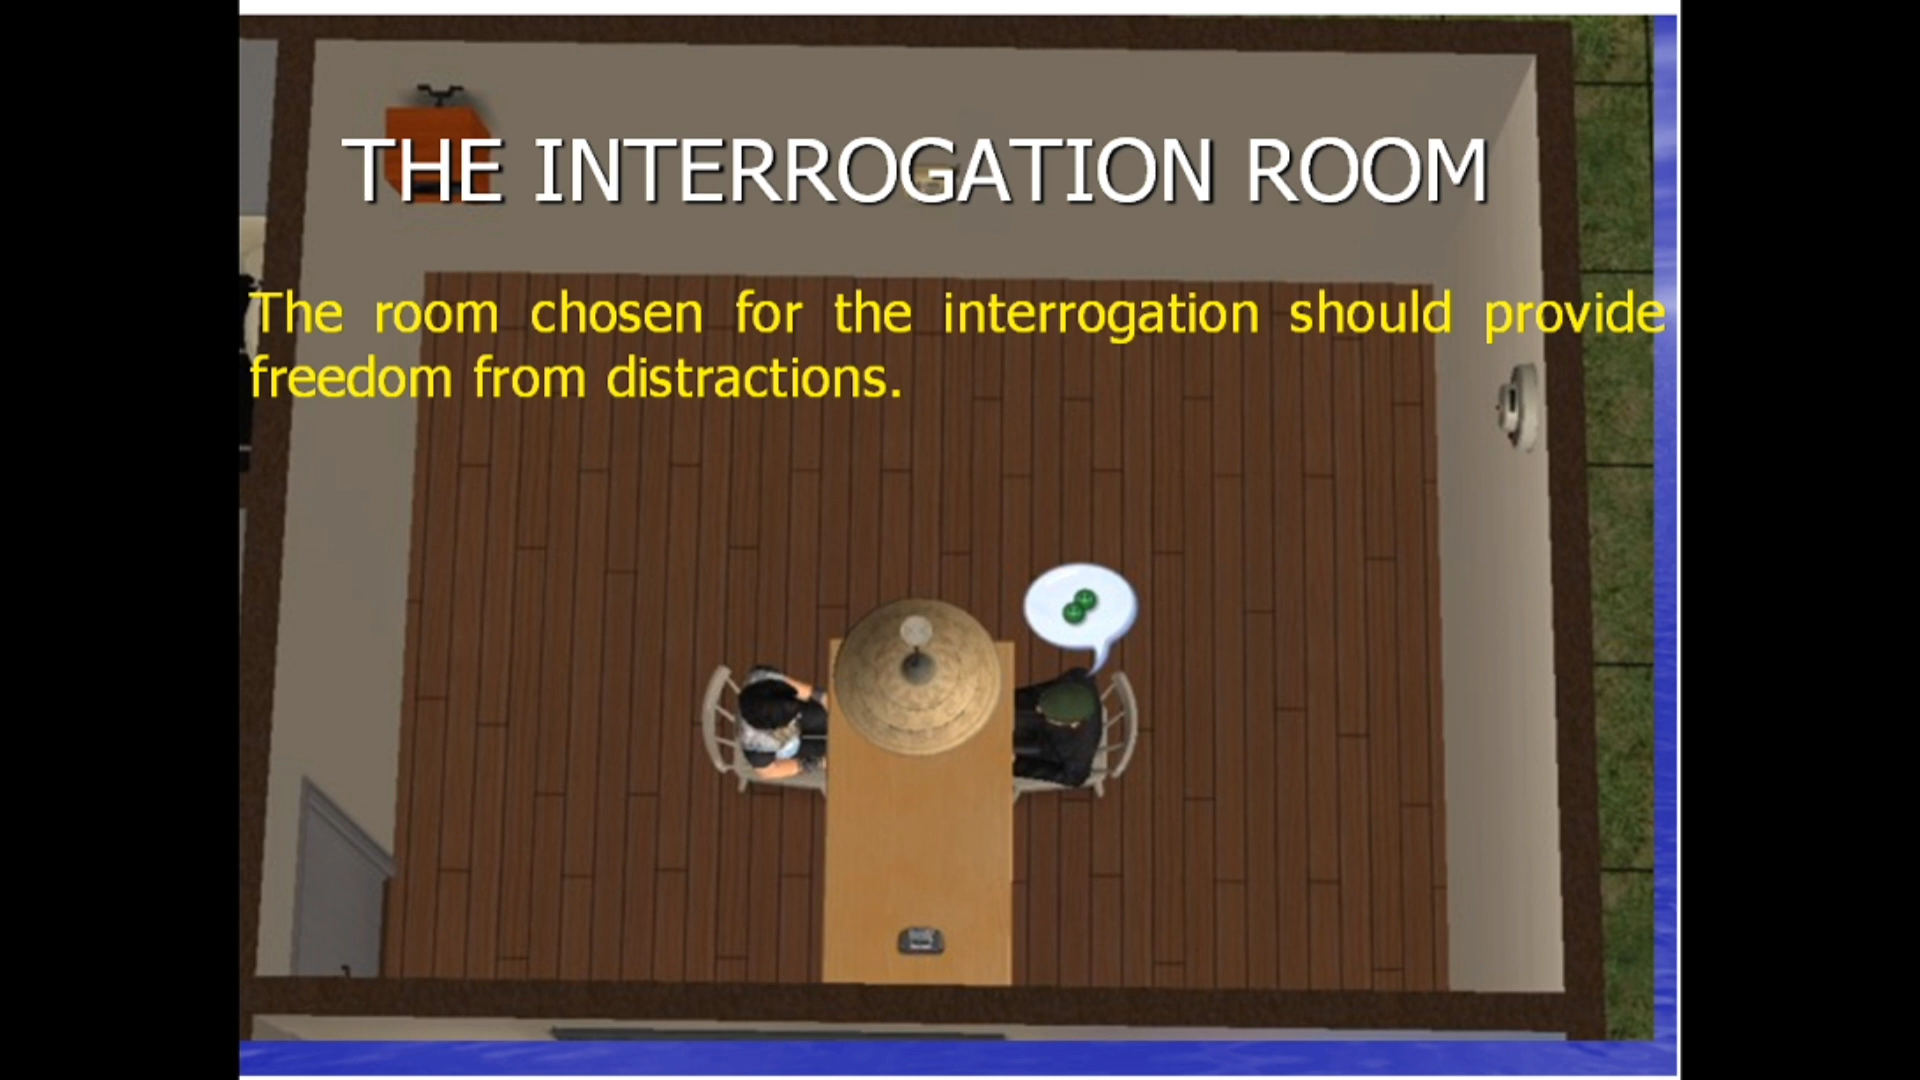 THE INTERROGATION ROOM
The room chosen for the interrogation should provide
freedom from distractions.